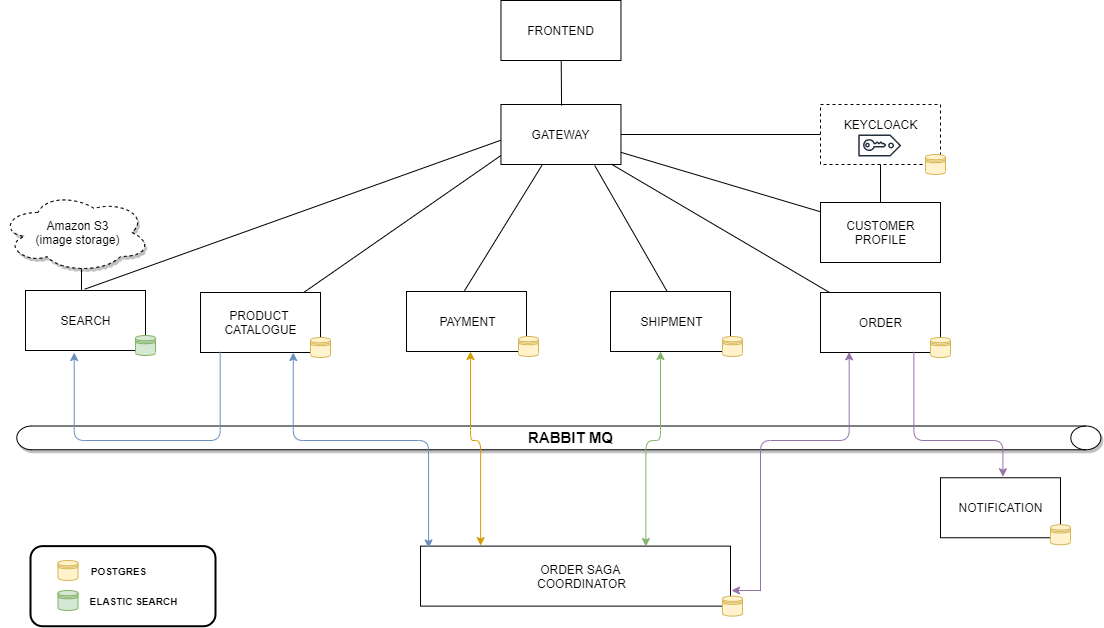 FRONTEND
GATEWAY
KEYCLOACK
Amazon S3
(image storage)
CUSTOMER
PROFILE
SEARCH
PRODUCT
CATALOGUE
PAYMENT
SHIPMENT
ORDER
RABBIT MQ
NOTIFICATION
ORDER SAGA
COORDINATOR
POSTGRES
ELASTIC SEARCH